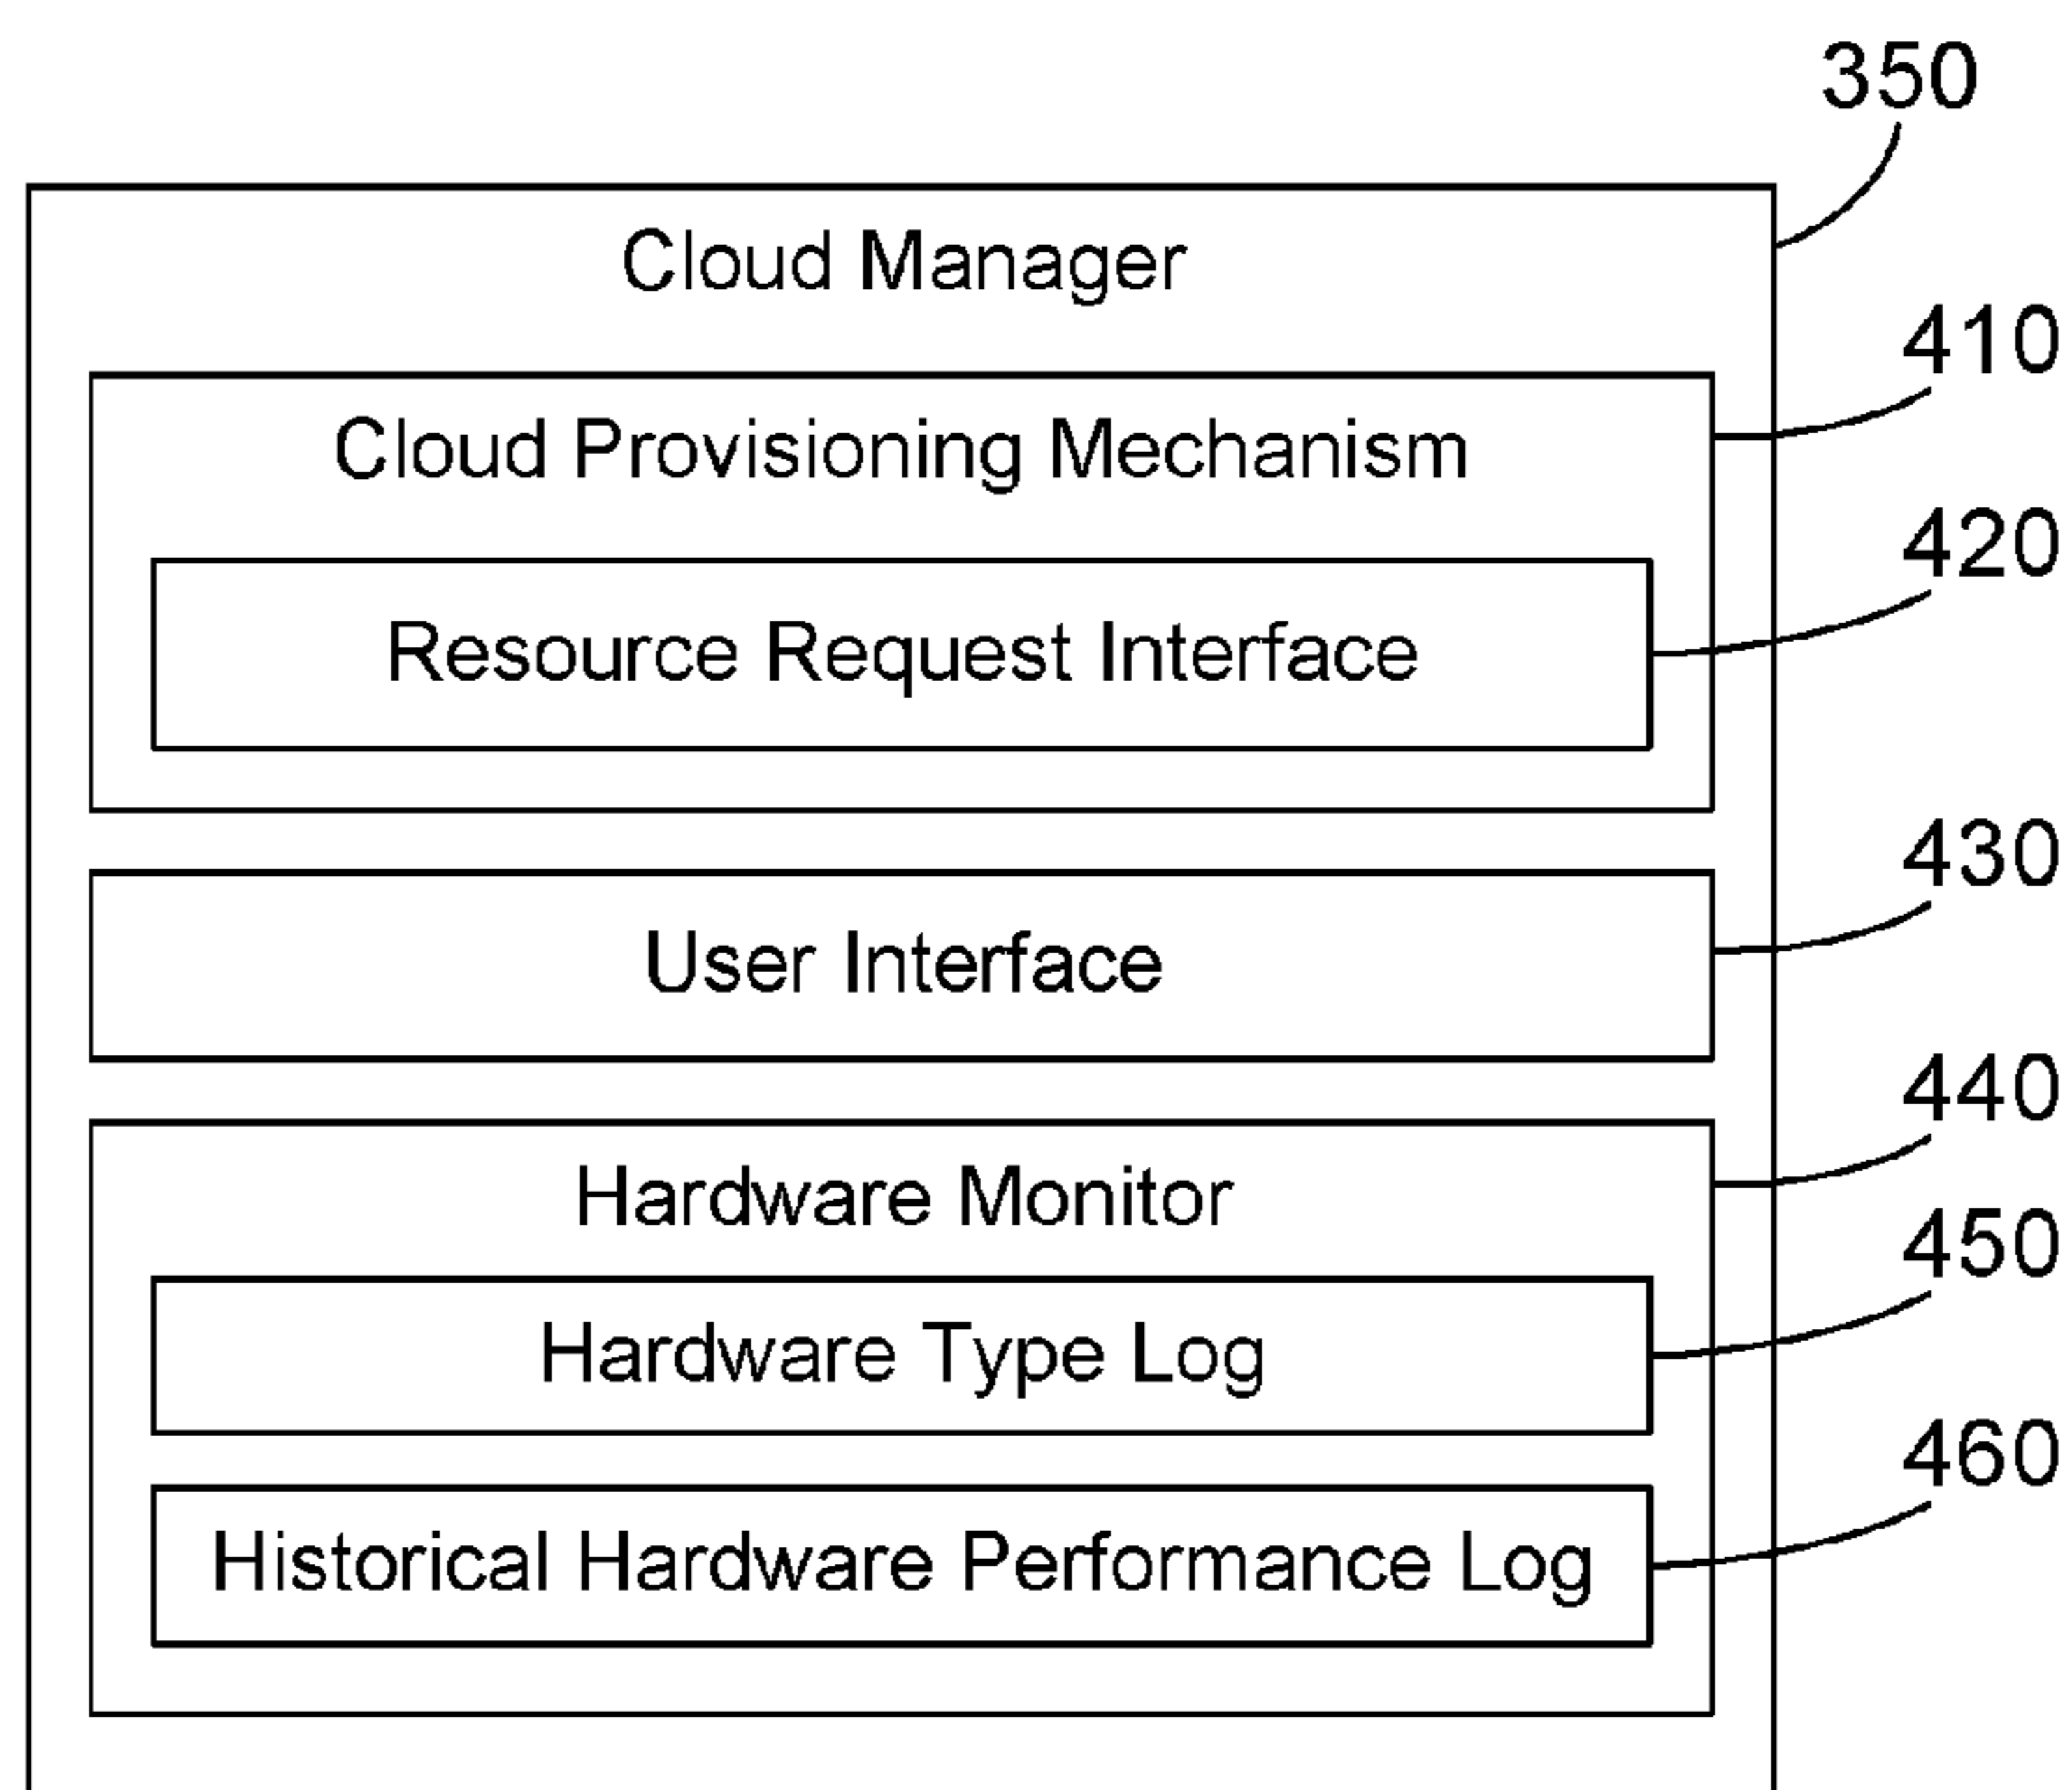 350
Cloud Manager
410
Cloud Provisioning Mechanism
420
Resource Request Interface
430
User Interface
440
Hardware Monitor
450
Hardware Type Log
460
Historical Hardware Performance Log